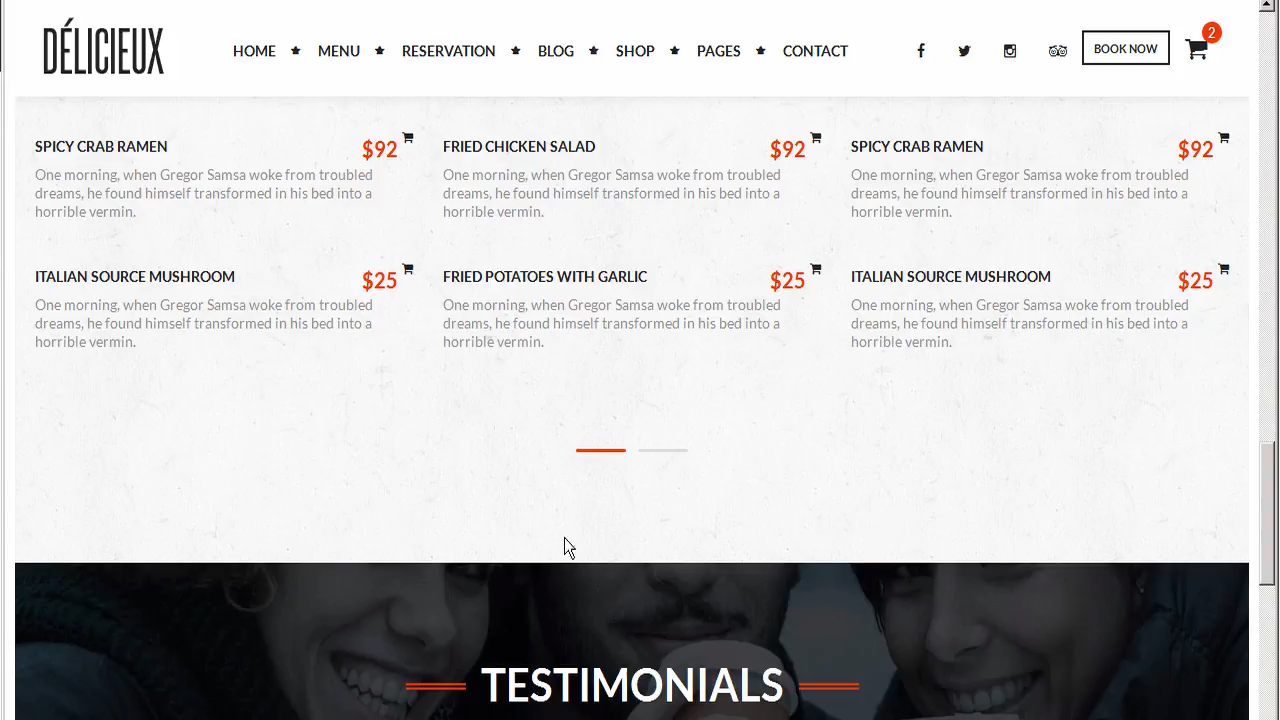 DÉLICIEUX
HOME ★ MENU ★ RESERVATION ★ BLOG ★ SHOP ★ PAGES ★ CONTACT
BOOK NOW
2
SPICY CRAB RAMEN $92
One morning, when Gregor Samsa woke from troubled
dreams, he found himself transformed in his bed into a
horrible vermin.
FRIED CHICKEN SALAD $92
One morning, when Gregor Samsa woke from troubled
dreams, he found himself transformed in his bed into a
horrible vermin.
SPICY CRAB RAMEN $92
One morning, when Gregor Samsa woke from troubled
dreams, he found himself transformed in his bed into a
horrible vermin.
ITALIAN SOURCE MUSHROOM $25
One morning, when Gregor Samsa woke from troubled
dreams, he found himself transformed in his bed into a
horrible vermin.
FRIED POTATOES WITH GARLIC $25
One morning, when Gregor Samsa woke from troubled
dreams, he found himself transformed in his bed into a
horrible vermin.
ITALIAN SOURCE MUSHROOM $25
One morning, when Gregor Samsa woke from troubled
dreams, he found himself transformed in his bed into a
horrible vermin.
TESTIMONIALS